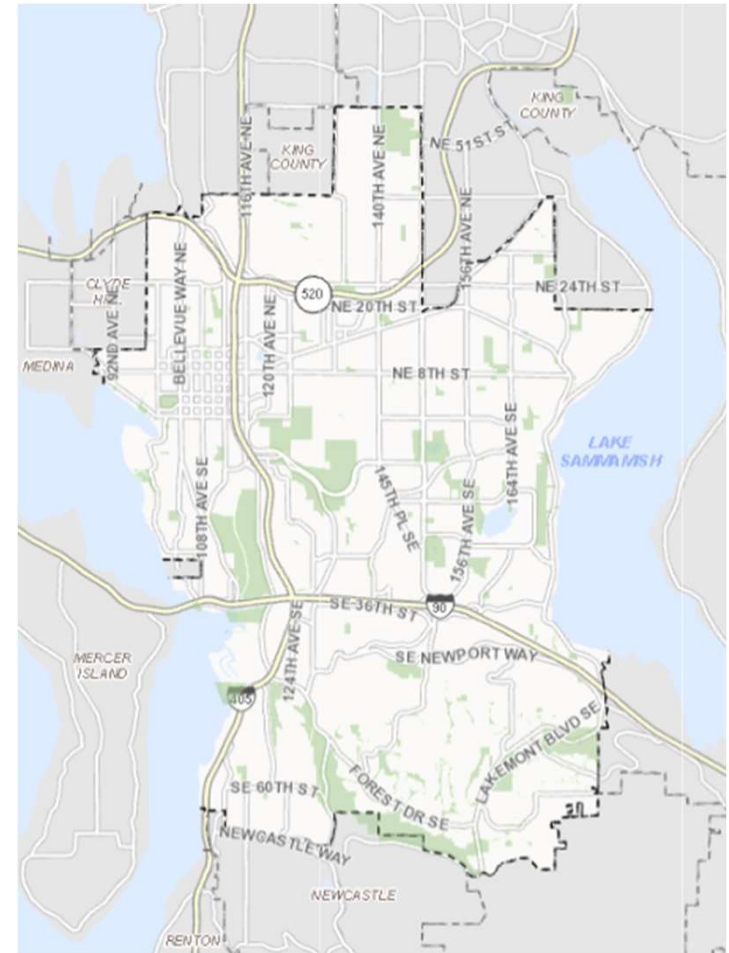 KING
COUNTY
116TH AVE NE
KING
COUNTY
140TH AVE NE
NE 51ST ST
156TH AVE NE
CLYDE
HILL
92ND AVE NE
BELLEVUE WAY NE
520
NE 24TH ST
NE 20TH ST
120TH AVE NE
MEDINA
NE 8TH ST
164TH AVE SE
LAKE
SAMMAMISH
108TH AVE SE
145TH PL SE
156TH AVE SE
SE 36TH ST
90
124TH AVE SE
SE NEWPORT WAY
MERCER
ISLAND
405
LAKEMONT BLVD SE
SE 60TH ST
FOREST DR SE
NEWCASTLE WAY
NEWCASTLE
RENTON